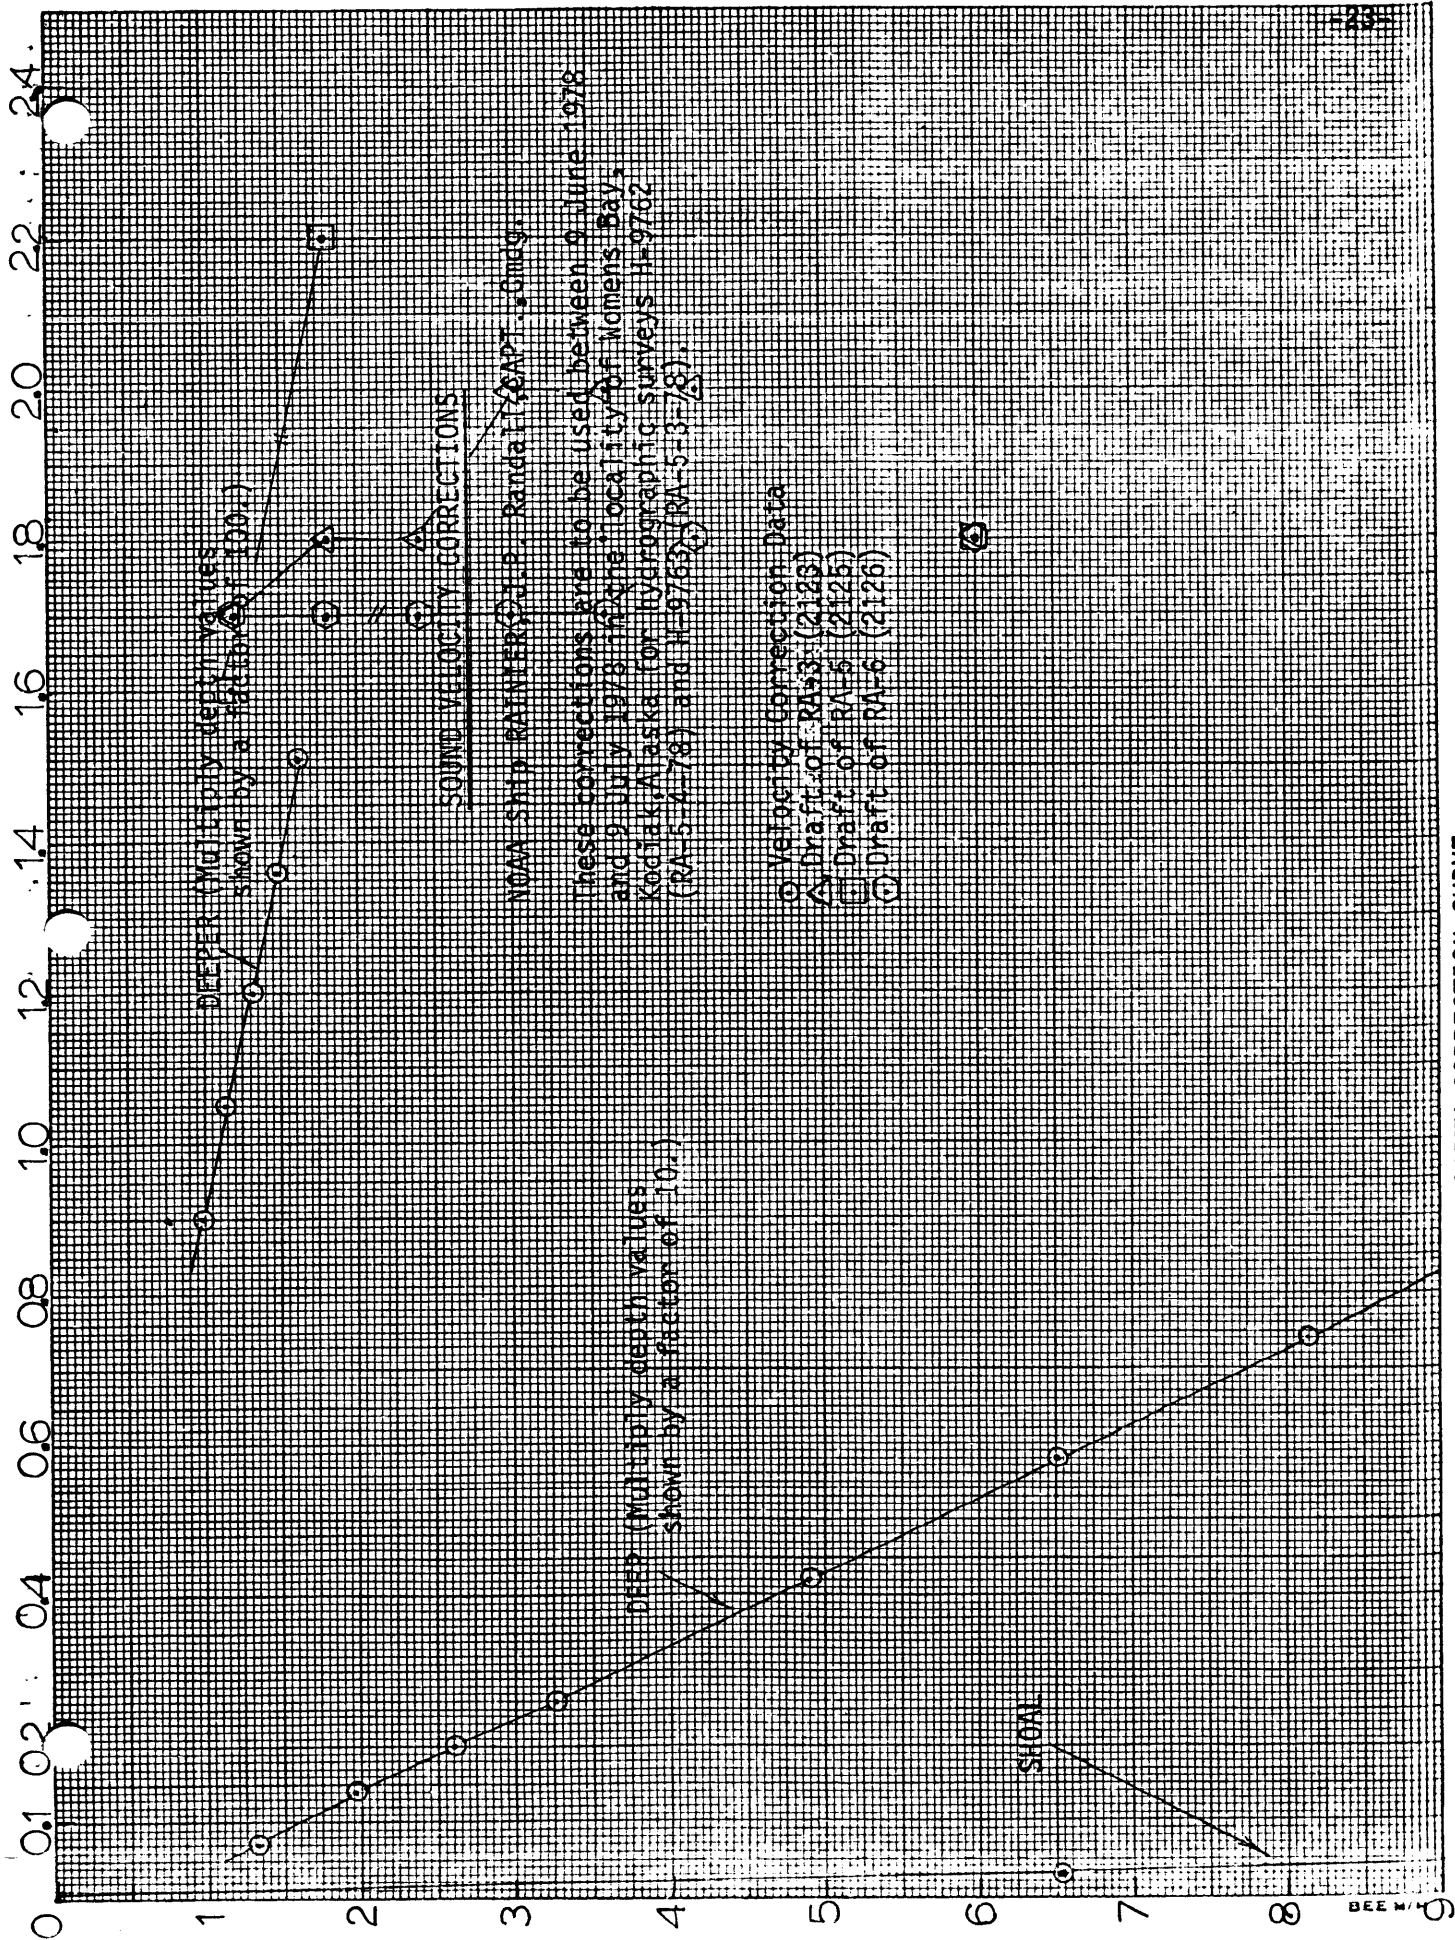 -23-
0.1 0.2 0.4 0.6 0.8 1.0 1.2 1.4 1.6 1.8 2.0 2.2 2.4
DEEPER (Multiply depth values
shown by a factor of 100.)
SOUND VELOCITY CORRECTIONS
NOAA Ship RAINIER, J.P. Randall, CAPT., Cmdg.
These corrections are to be used between 9 June 1978
and 9 July 1978 in the locality of Womens Bay,
Kodiak, Alaska for hydrographic surveys H-9762
(RA-5-4-78) and H-9763 (RA-5-3-78).
DEEP (Multiply depth values
shown by a factor of 10.)
Velocity Correction Data
Draft of RA-3 (2123)
Draft of RA-5 (2125)
Draft of RA-6 (2126)
SHOAL
0
1
2
3
4
5
6
7
8
9